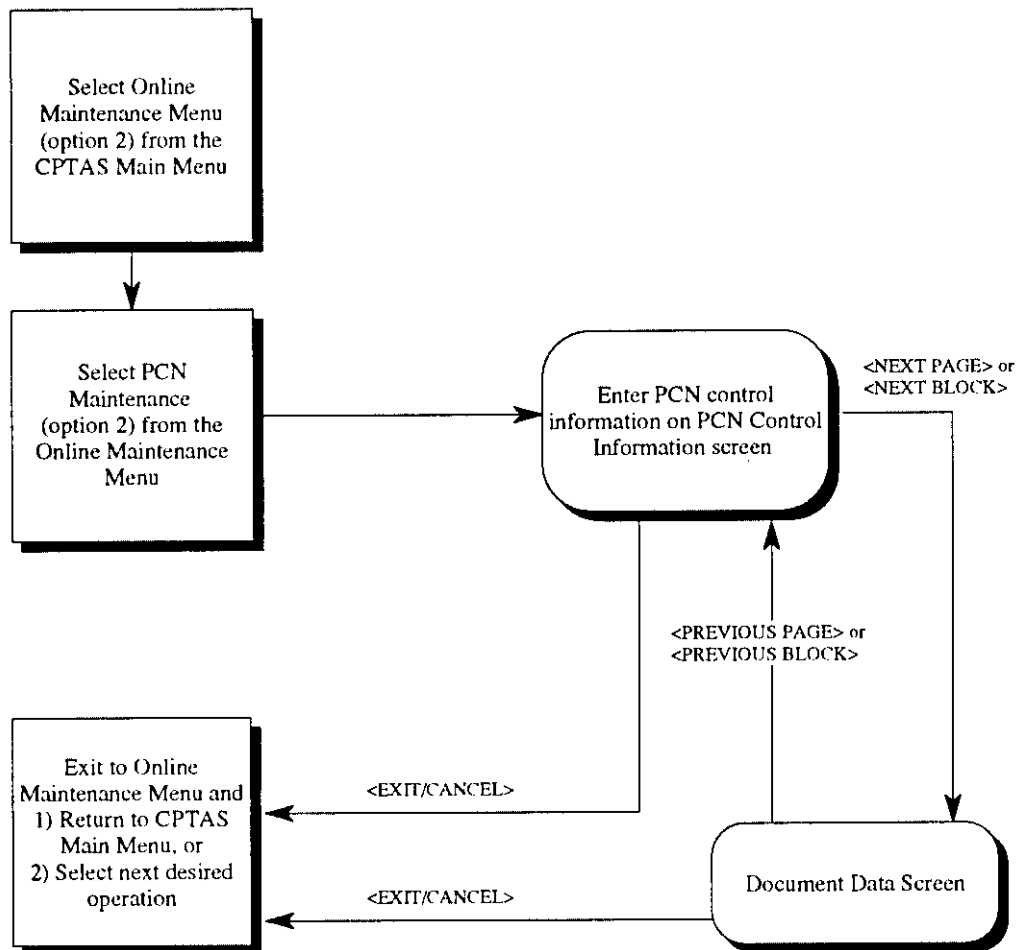 Select Online
Maintenance Menu
(option 2) from the
CPTAS Main Menu
Select PCN
Maintenance
(option 2) from the
Online Maintenance
Menu
Enter PCN control
information on PCN Control
Information screen
<NEXT PAGE> or
<NEXT BLOCK>
<PREVIOUS PAGE> or
<PREVIOUS BLOCK>
Exit to Online
Maintenance Menu and
1) Return to CPTAS
Main Menu, or
2) Select next desired
operation
<EXIT/CANCEL>
<EXIT/CANCEL>
Document Data Screen